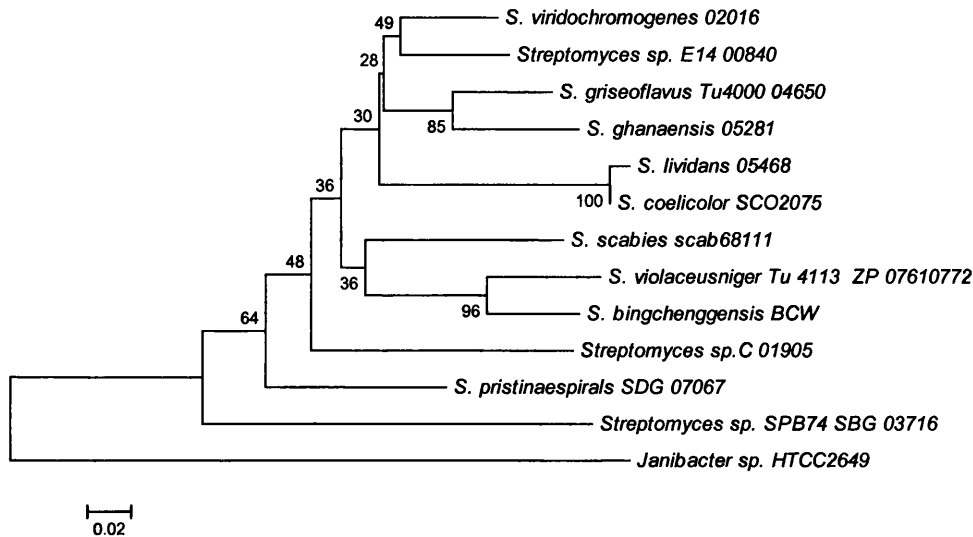 S. viridochromogenes 02016
49
Streptomyces sp. E14 00840
28
S. griseoflavus Tu4000 04650
30
85
S. ghanaensis 05281
S. lividans 05468
36
100
S. coelicolor SCO2075
S. scabies scab68111
48
36
S. violaceusniger Tu 4113 ZP 07610772
96
S. bingchenggensis BCW
64
Streptomyces sp.C 01905
S. pristinaespirals SDG 07067
Streptomyces sp. SPB74 SBG 03716
Janibacter sp. HTCC2649
0.02